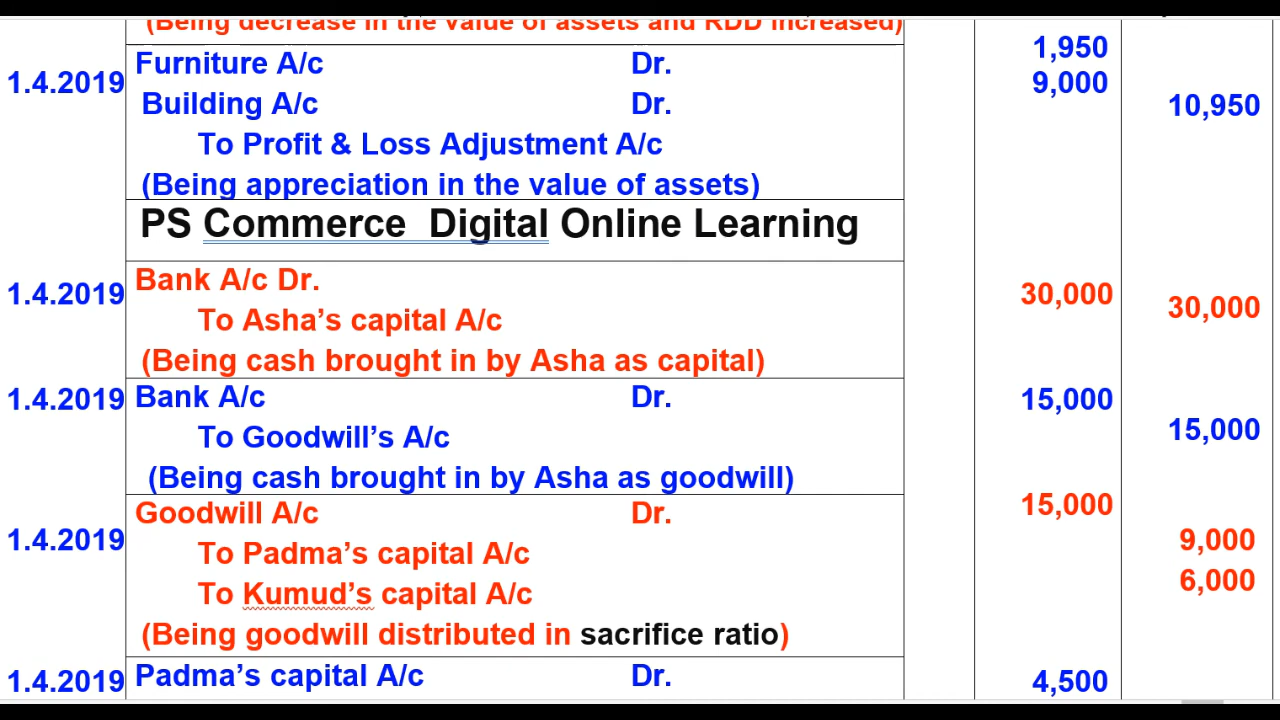 (Being decrease in the value of assets and RDD increased)
1.4.2019 Furniture A/c Dr. 1,950
Building A/c Dr. 9,000
To Profit & Loss Adjustment A/c 10,950
(Being appreciation in the value of assets)
PS Commerce Digital Online Learning
1.4.2019 Bank A/c Dr. 30,000
To Asha’s capital A/c 30,000
(Being cash brought in by Asha as capital)
1.4.2019 Bank A/c Dr. 15,000
To Goodwill’s A/c 15,000
(Being cash brought in by Asha as goodwill)
1.4.2019 Goodwill A/c Dr. 15,000
To Padma’s capital A/c 9,000
To Kumud’s capital A/c 6,000
(Being goodwill distributed in sacrifice ratio)
1.4.2019 Padma’s capital A/c Dr. 4,500